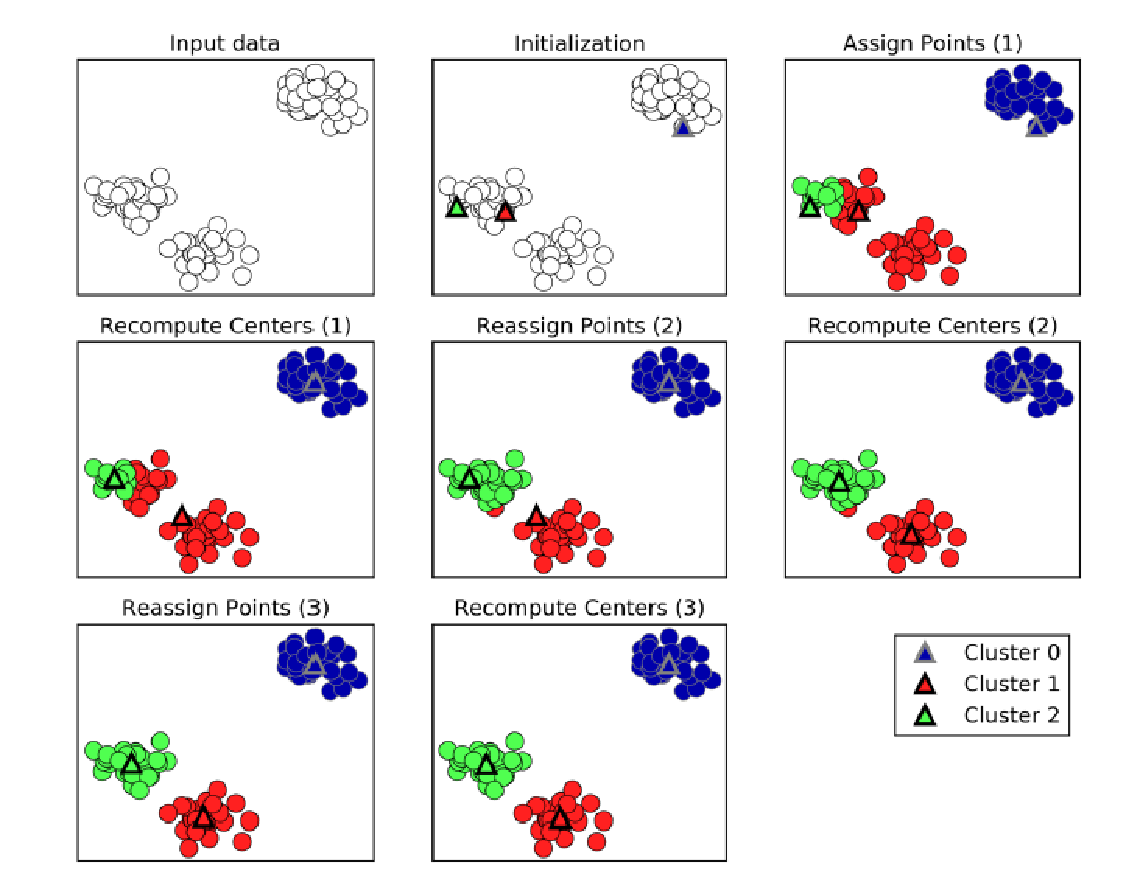 Input data
Initialization
Assign Points (1)
Recompute Centers (1)
Reassign Points (2)
Recompute Centers (2)
Reassign Points (3)
Recompute Centers (3)
Cluster 0
Cluster 1
Cluster 2